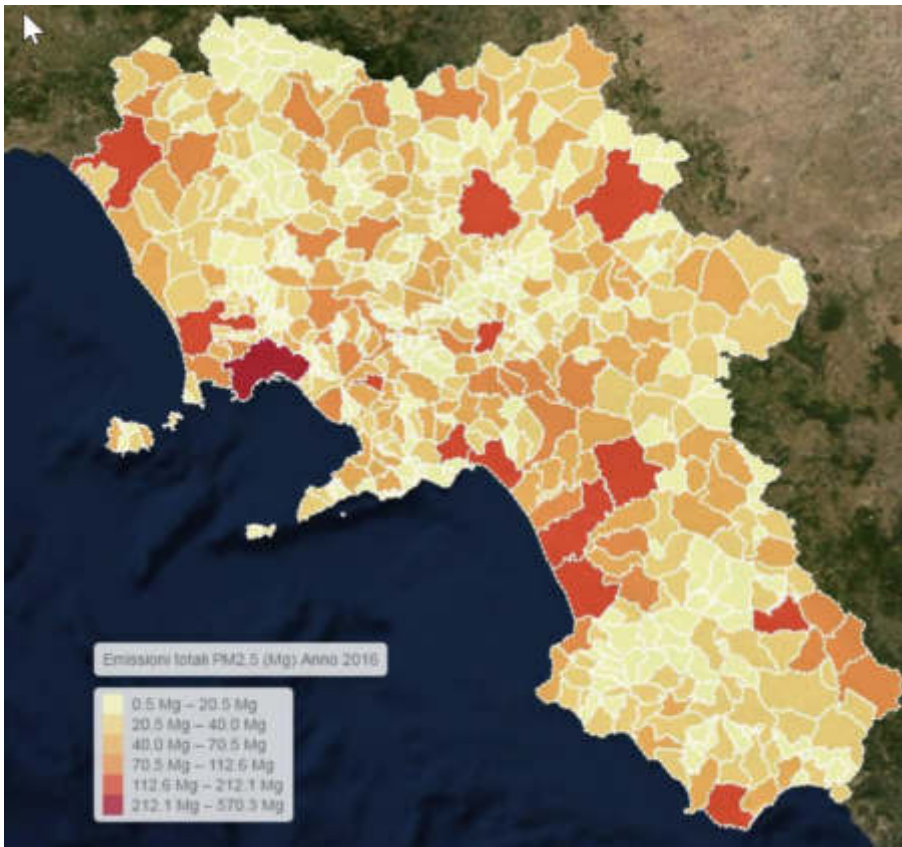 Emissioni totali PM2.5 (Mg) Anno 2016
0.5 Mg – 20.5 Mg
20.5 Mg – 40.0 Mg
40.0 Mg – 70.5 Mg
70.5 Mg – 112.6 Mg
112.6 Mg – 212.1 Mg
212.1 Mg – 570.3 Mg